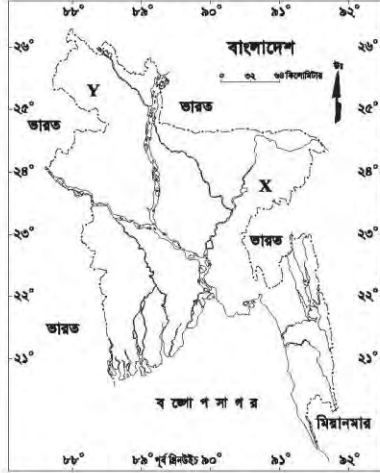 ৮৮° ৮৯° ৯০° ৯১° ৯২°
বাংলাদেশ
উঃ
০ ৩২ ৬৪ কিলোমিটার
২৬° ২৬°
Y
ভারত
২৫° ২৫°
ভারত
২৪° ২৪°
X
২৩° ২৩°
ভারত
২২° ২২°
ভারত
২১° ২১°
ব ঙ্গো প সা গ র
মিয়ানমার
৮৮° ৮৯° পূর্ব গ্রিনউইচ ৯০° ৯১° ৯২°